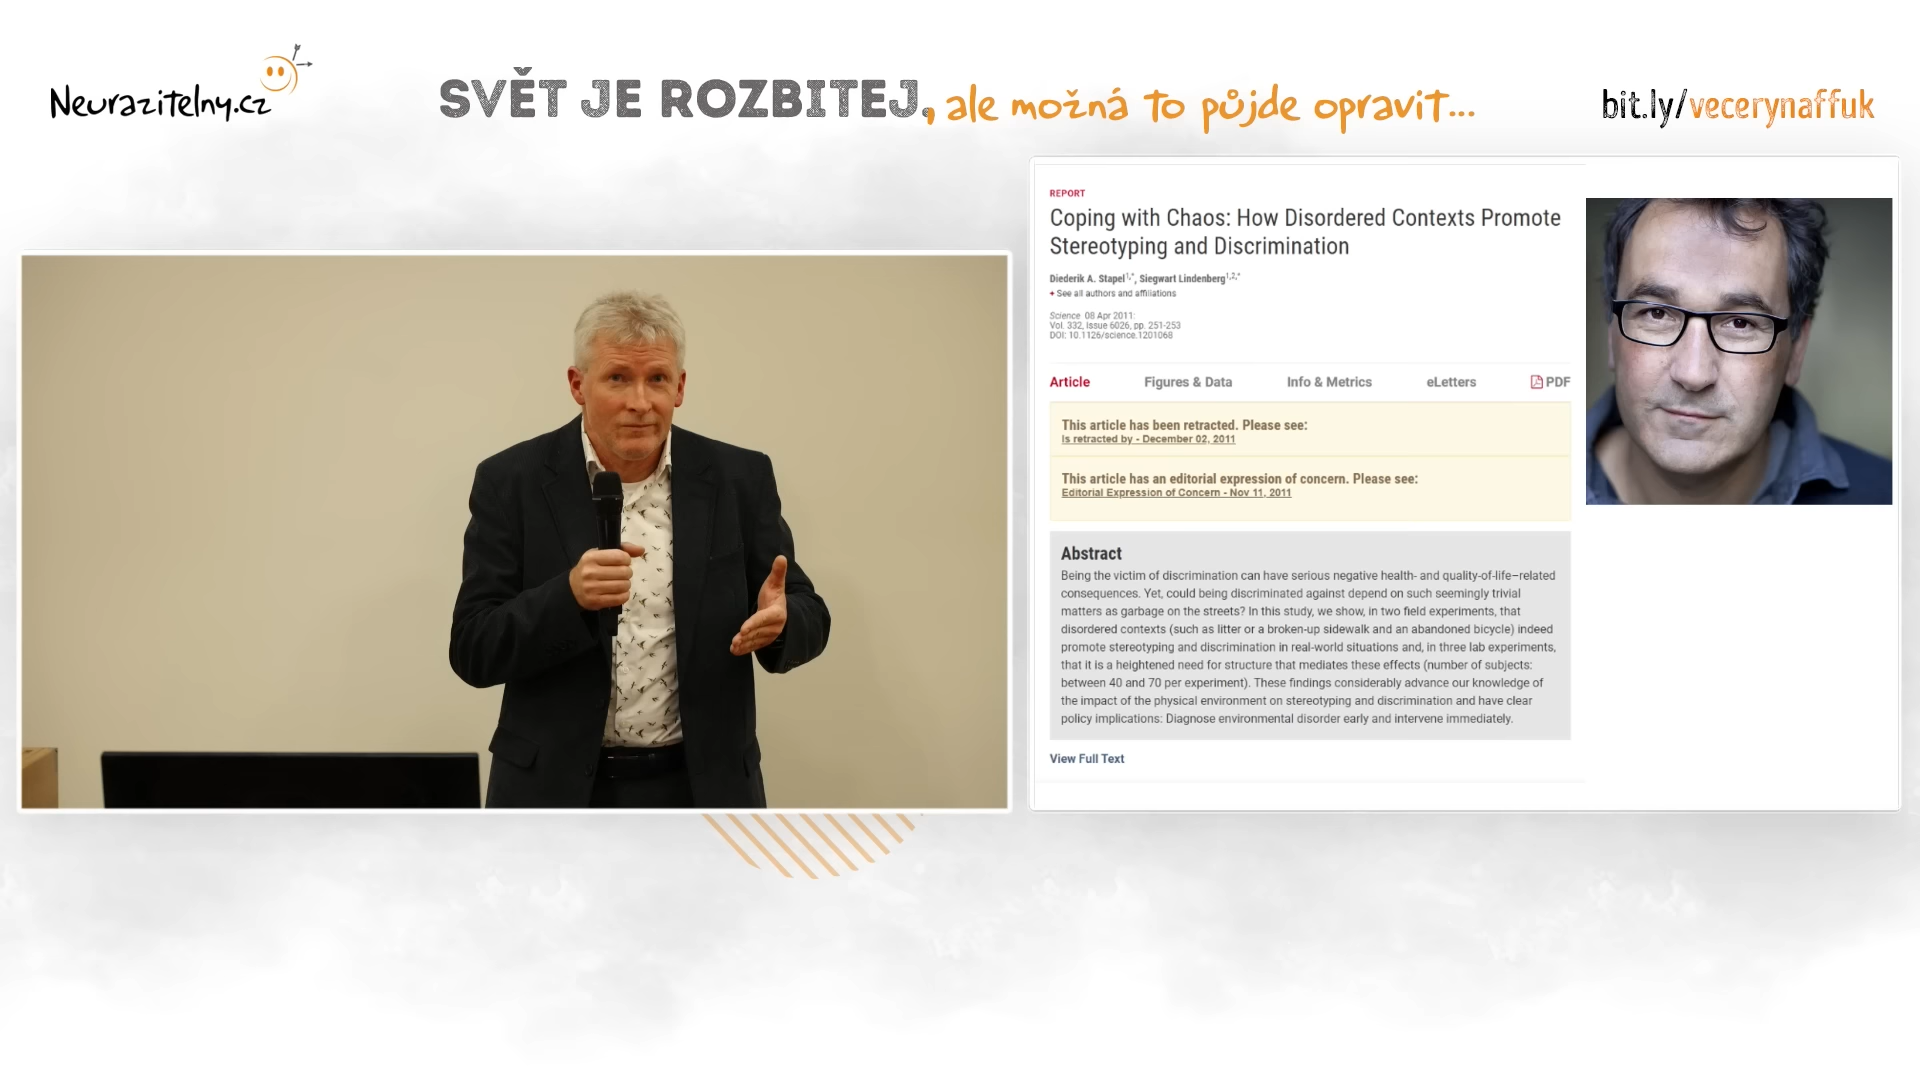 Neurazitelny.cz
SVĚT JE ROZBITEJ, ale možná to půjde opravit...
bit.ly/vecerynaffuk
REPORT
Coping with Chaos: How Disordered Contexts Promote
Stereotyping and Discrimination
Diederik A. Stapel1,*, Siegwart Lindenberg1,2,*
+ See all authors and affiliations
Science 08 Apr 2011:
Vol. 332, Issue 6026, pp. 251-253
DOI: 10.1126/science.1201068
Article Figures & Data Info & Metrics eLetters PDF
This article has been retracted. Please see:
Is retracted by - December 02, 2011
This article has an editorial expression of concern. Please see:
Editorial Expression of Concern - Nov 11, 2011
Abstract
Being the victim of discrimination can have serious negative health- and quality-of-life–related
consequences. Yet, could being discriminated against depend on such seemingly trivial
matters as garbage on the streets? In this study, we show, in two field experiments, that
disordered contexts (such as litter or a broken-up sidewalk and an abandoned bicycle) indeed
promote stereotyping and discrimination in real-world situations and, in three lab experiments,
that it is a heightened need for structure that mediates these effects (number of subjects:
between 40 and 70 per experiment). These findings considerably advance our knowledge of
the impact of the physical environment on stereotyping and discrimination and have clear
policy implications: Diagnose environmental disorder early and intervene immediately.
View Full Text